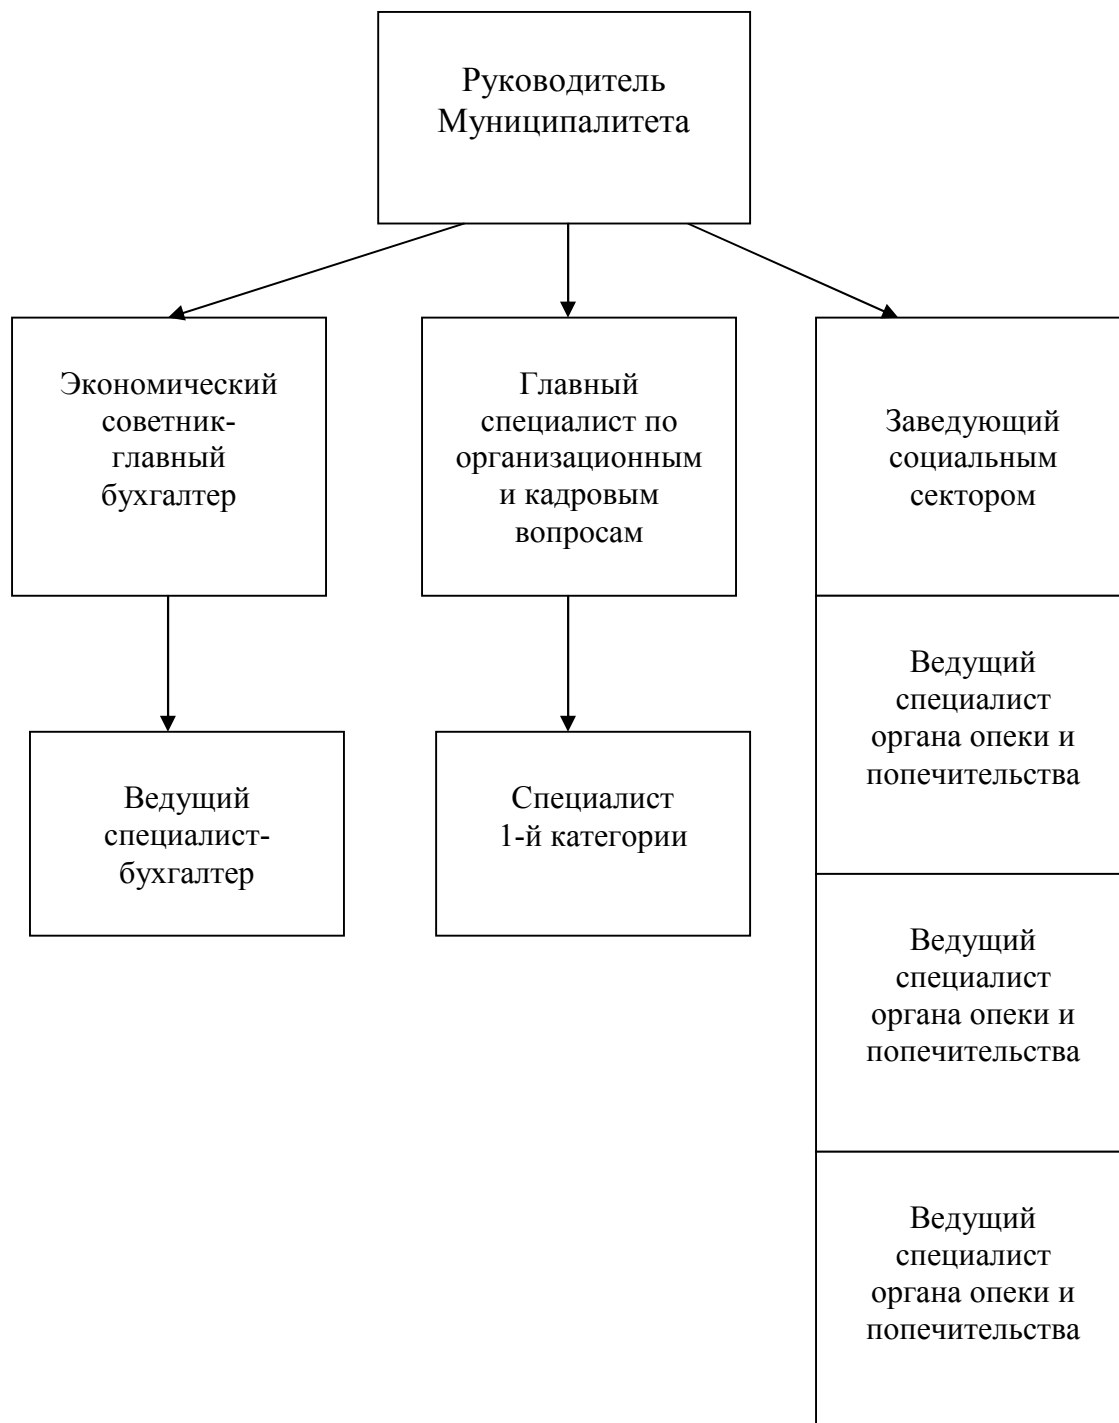 Руководитель
Муниципалитета
Экономический
советник-
главный
бухгалтер
Главный
специалист по
организационным
и кадровым
вопросам
Заведующий
социальным
сектором
Ведущий
специалист-
бухгалтер
Специалист
1-й категории
Ведущий
специалист
органа опеки и
попечительства
Ведущий
специалист
органа опеки и
попечительства
Ведущий
специалист
органа опеки и
попечительства